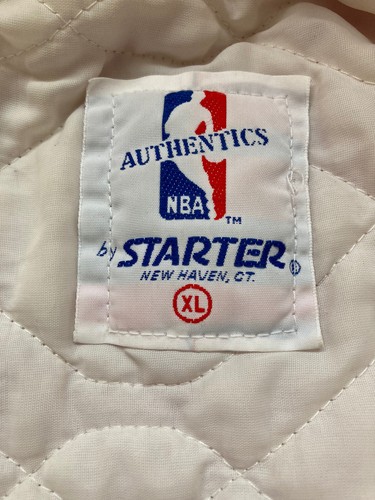 AUTHENTICS
NBA
TM
by STARTER®
NEW HAVEN, CT.
XL